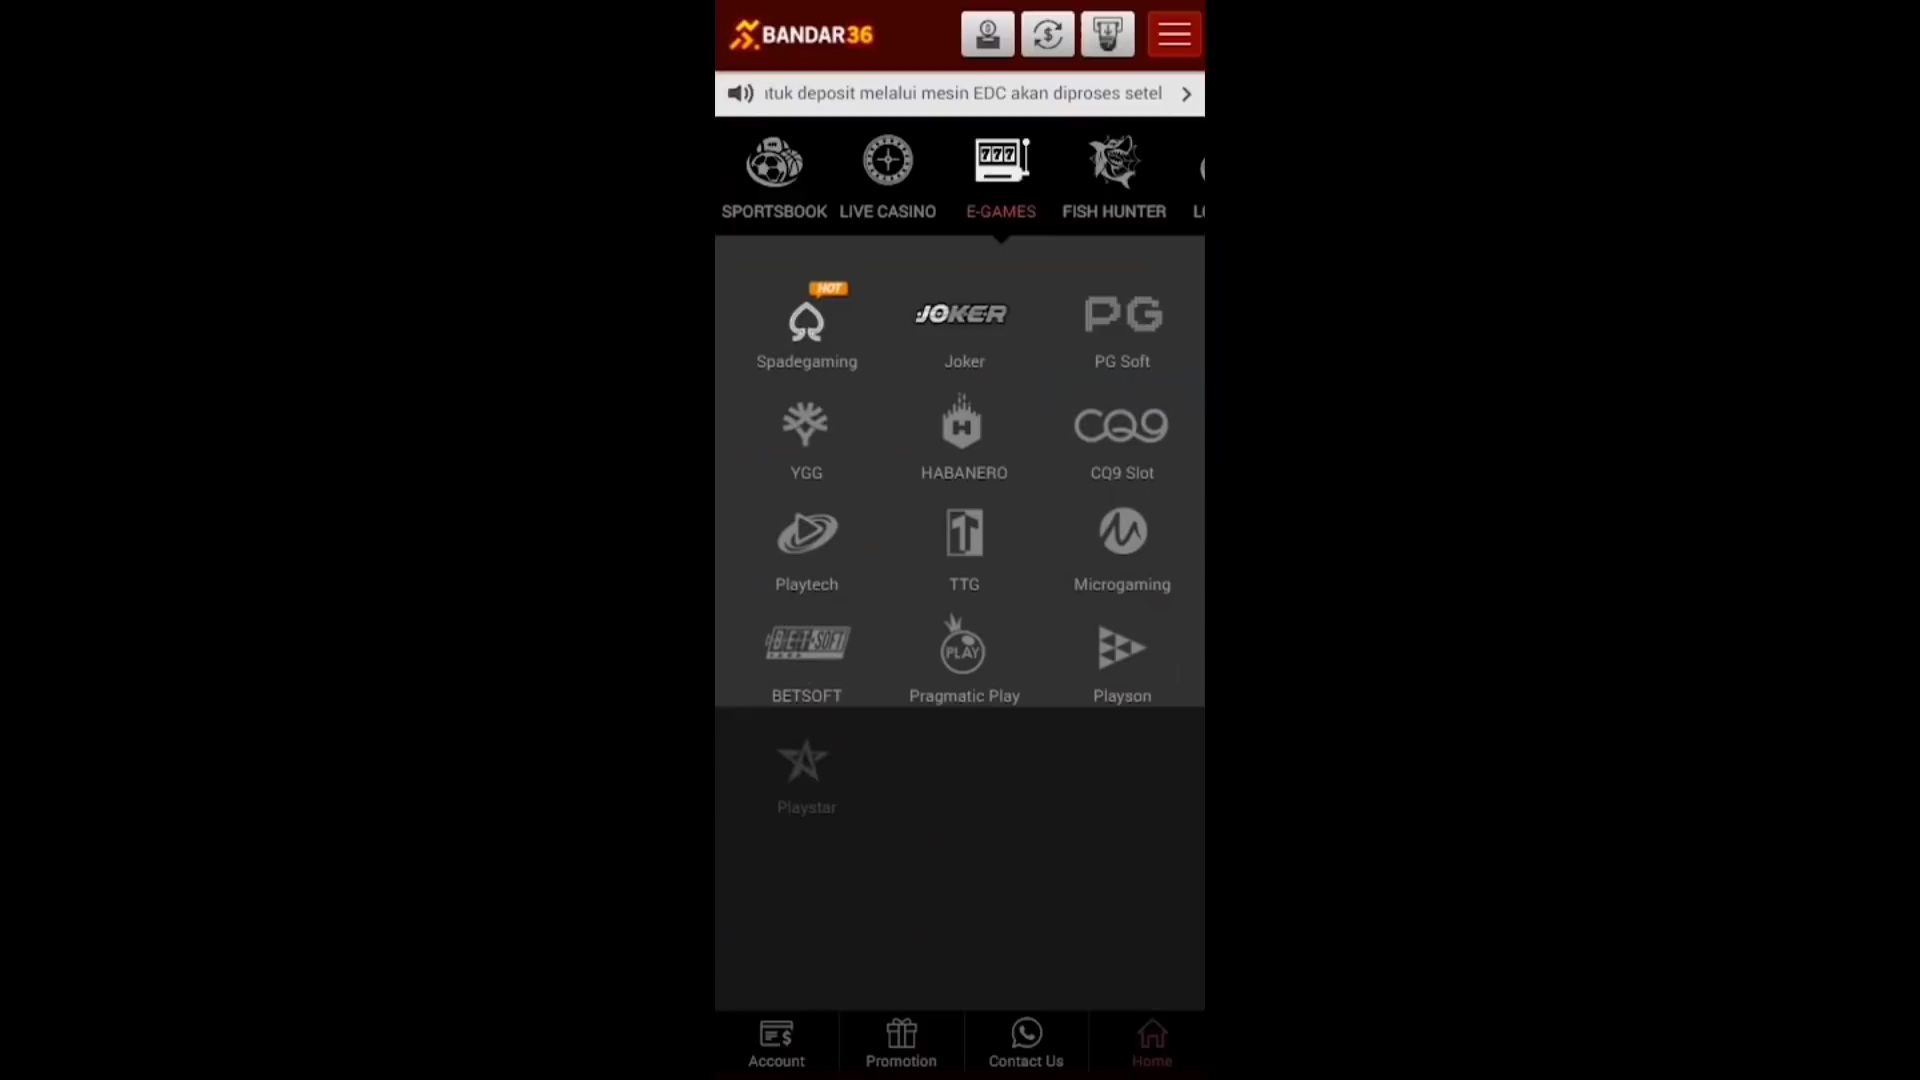 BANDAR36
ntuk deposit melalui mesin EDC akan diproses setel
777
SPORTSBOOK LIVE CASINO E-GAMES FISH HUNTER
HOT
JOKER PG
Spadegaming Joker PG Soft
H CQ9
YGG HABANERO CQ9 Slot
Playtech TTG Microgaming
BETSOFT PLAY
BETSOFT Pragmatic Play Playson
Playstar
Account Promotion Contact Us Home